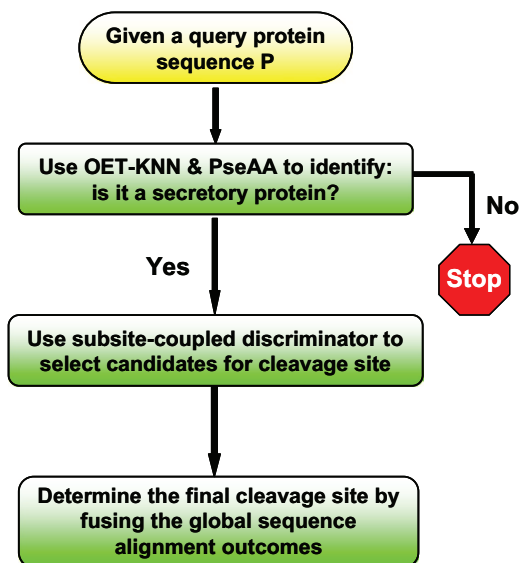 Given a query protein
sequence P
Use OET-KNN & PseAA to identify:
is it a secretory protein?
No
Yes
Stop
Use subsite-coupled discriminator to
select candidates for cleavage site
Determine the final cleavage site by
fusing the global sequence
alignment outcomes